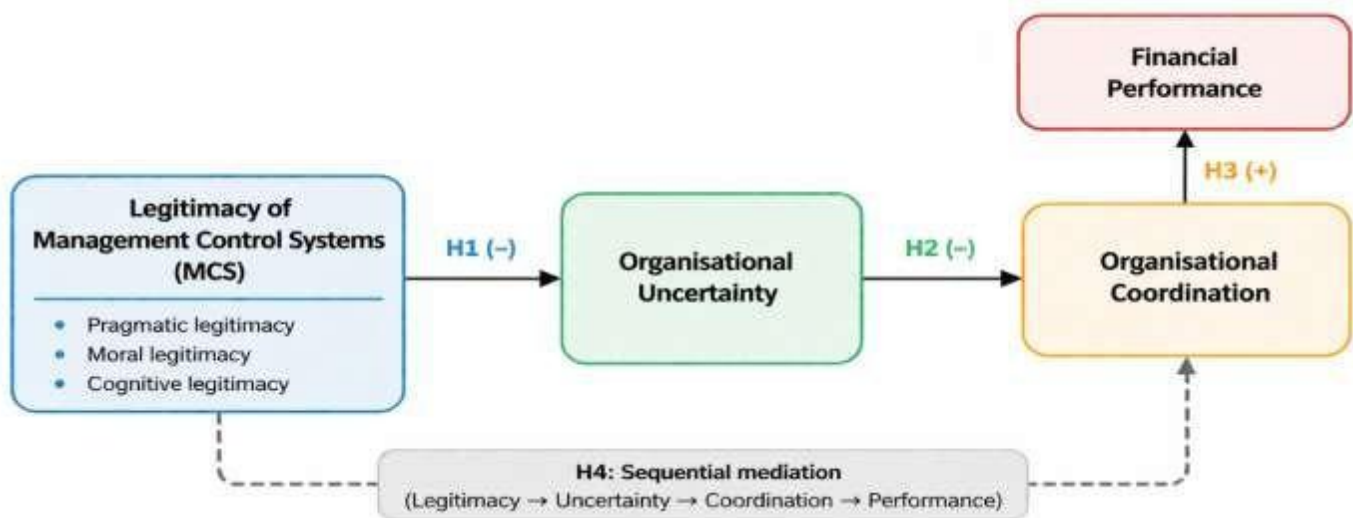 Financial
Performance
H3 (+)
Legitimacy of
Management Control Systems
(MCS)
• Pragmatic legitimacy
• Moral legitimacy
• Cognitive legitimacy
H1 (–)
Organisational
Uncertainty
H2 (–)
Organisational
Coordination
H4: Sequential mediation
(Legitimacy → Uncertainty → Coordination → Performance)